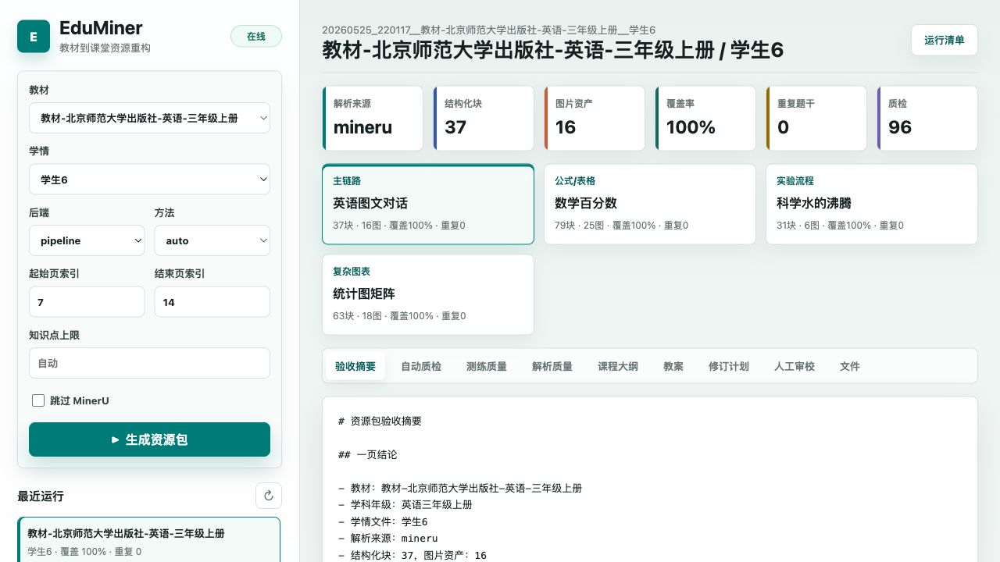 E
EduMiner
教材到课堂资源重构
在线
教材
教材-北京师范大学出版社-英语-三年级上册
学情
学生6
后端
方法
pipeline
auto
起始页索引
结束页索引
7
14
知识点上限
自动
跳过 MinerU
生成资源包
最近运行
教材-北京师范大学出版社-英语-三年级上册
学生6 · 覆盖 100% · 重复 0
20260525_220117__教材-北京师范大学出版社-英语-三年级上册__学生6
教材-北京师范大学出版社-英语-三年级上册 / 学生6
运行清单
解析来源
mineru
结构化块
37
图片资产
16
覆盖率
100%
重复题干
0
质检
96
主链路
英语图文对话
37块 · 16图 · 覆盖100% · 重复0
公式/表格
数学百分数
79块 · 25图 · 覆盖100% · 重复0
实验流程
科学水的沸腾
31块 · 6图 · 覆盖100% · 重复0
复杂图表
统计图矩阵
63块 · 18图 · 覆盖100% · 重复0
验收摘要 自动质检 测练质量 解析质量 课程大纲 教案 修订计划 人工审校 文件
# 资源包验收摘要
## 一页结论
- 教材: 教材-北京师范大学出版社-英语-三年级上册
- 学科年级: 英语三年级上册
- 学情文件: 学生6
- 解析来源: mineru
- 结构化块: 37, 图片资产: 16